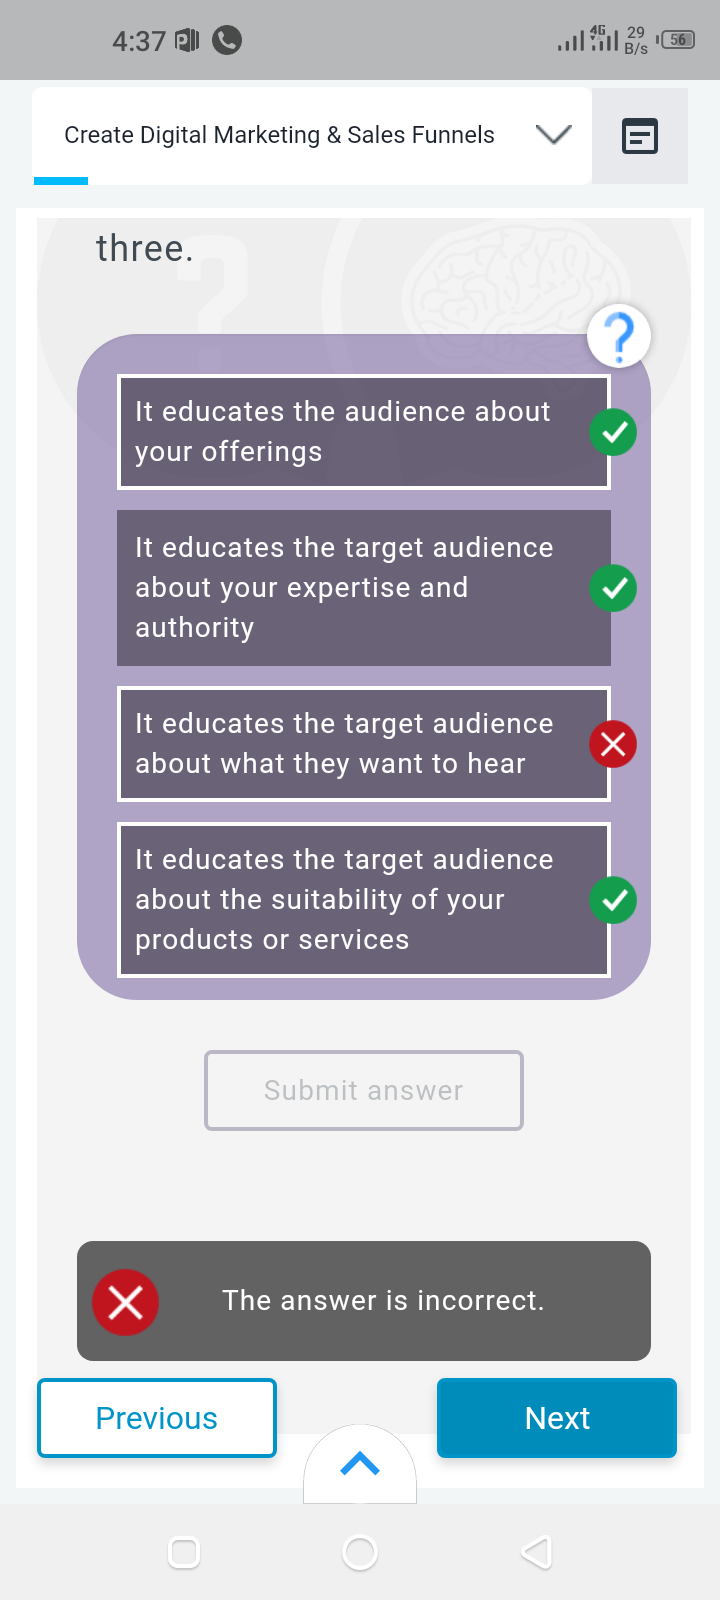 4:37
4G
29
B/s
56
Create Digital Marketing & Sales Funnels
three.
?
?
It educates the audience about
your offerings
It educates the target audience
about your expertise and
authority
It educates the target audience
about what they want to hear
It educates the target audience
about the suitability of your
products or services
Submit answer
The answer is incorrect.
Previous
Next